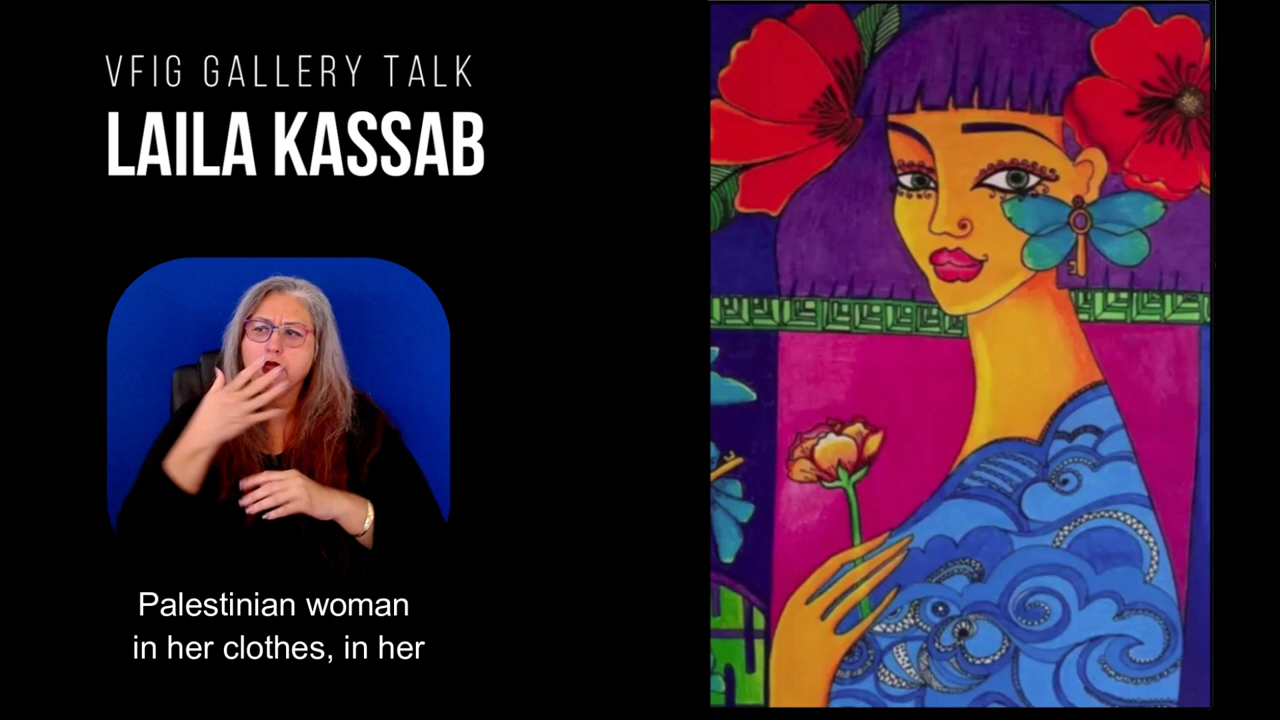 VFIG GALLERY TALK
LAILA KASSAB
Palestinian woman
in her clothes, in her